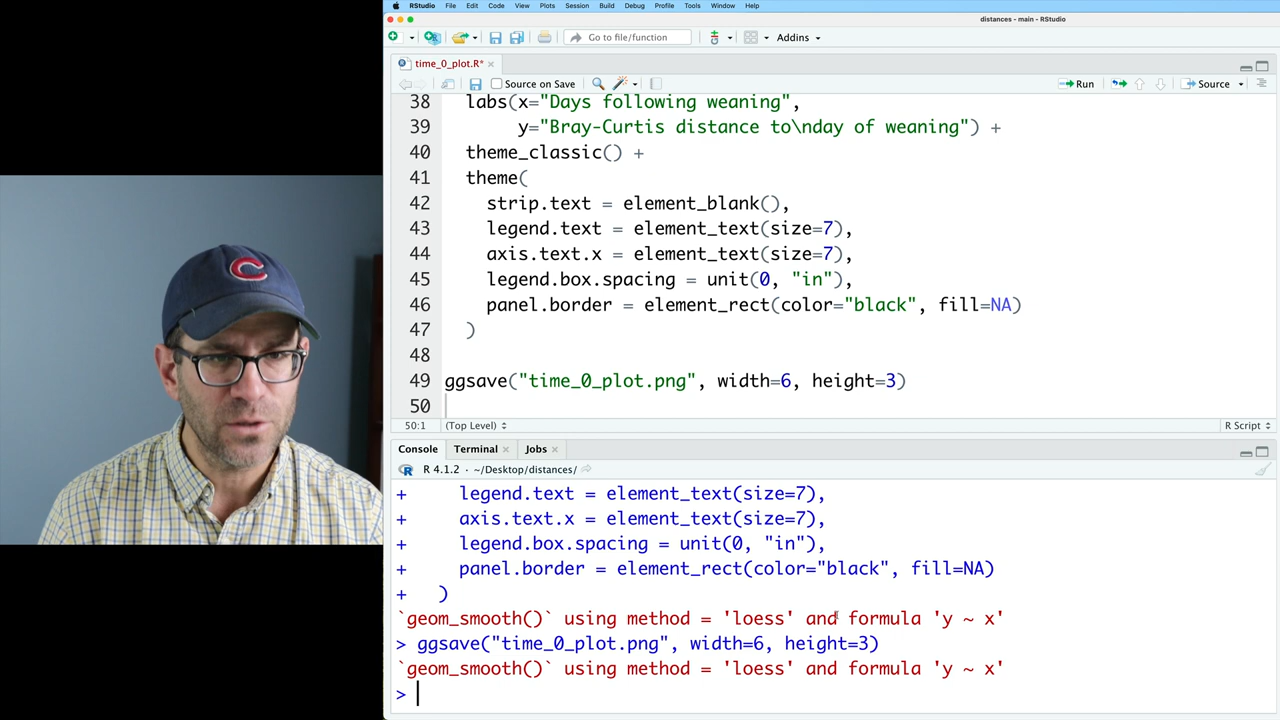 RStudio File Edit Code View Plots Session Build Debug Profile Tools Window Help
distances - main - RStudio
Go to file/function Addins
time_0_plot.R*
Source on Save Run Source
38 labs(x="Days following weaning",
39 y="Bray-Curtis distance to\nday of weaning") +
40 theme_classic() +
41 theme(
42 strip.text = element_blank(),
43 legend.text = element_text(size=7),
44 axis.text.x = element_text(size=7),
45 legend.box.spacing = unit(0, "in"),
46 panel.border = element_rect(color="black", fill=NA)
47 )
48
49 ggsave("time_0_plot.png", width=6, height=3)
50
50:1 (Top Level) R Script
Console Terminal Jobs
R 4.1.2 · ~/Desktop/distances/
+ legend.text = element_text(size=7),
+ axis.text.x = element_text(size=7),
+ legend.box.spacing = unit(0, "in"),
+ panel.border = element_rect(color="black", fill=NA)
+ )
`geom_smooth()` using method = 'loess' and formula 'y ~ x'
> ggsave("time_0_plot.png", width=6, height=3)
`geom_smooth()` using method = 'loess' and formula 'y ~ x'
>